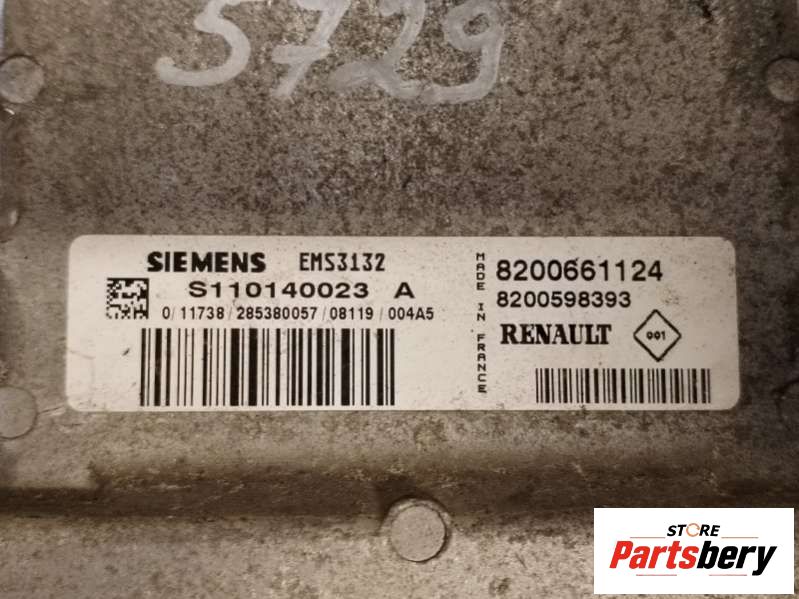 5729
SIEMENS EMS3132
S110140023 A
0/11738/285380057/08119/004A5
MADE IN FRANCE
8200661124
8200598393
RENAULT 001
STORE
Partsbery